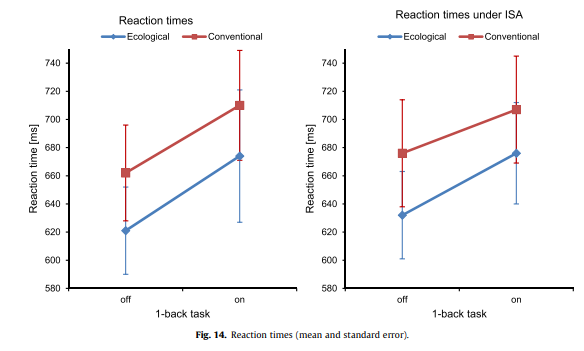 Reaction times
Ecological Conventional
740
720
700
680
660
640
620
600
580
Reaction time [ms]
off on
1-back task
Reaction times under ISA
Ecological Conventional
740
720
700
680
660
640
620
600
580
Reaction time [ms]
off on
1-back task
Fig. 14. Reaction times (mean and standard error).